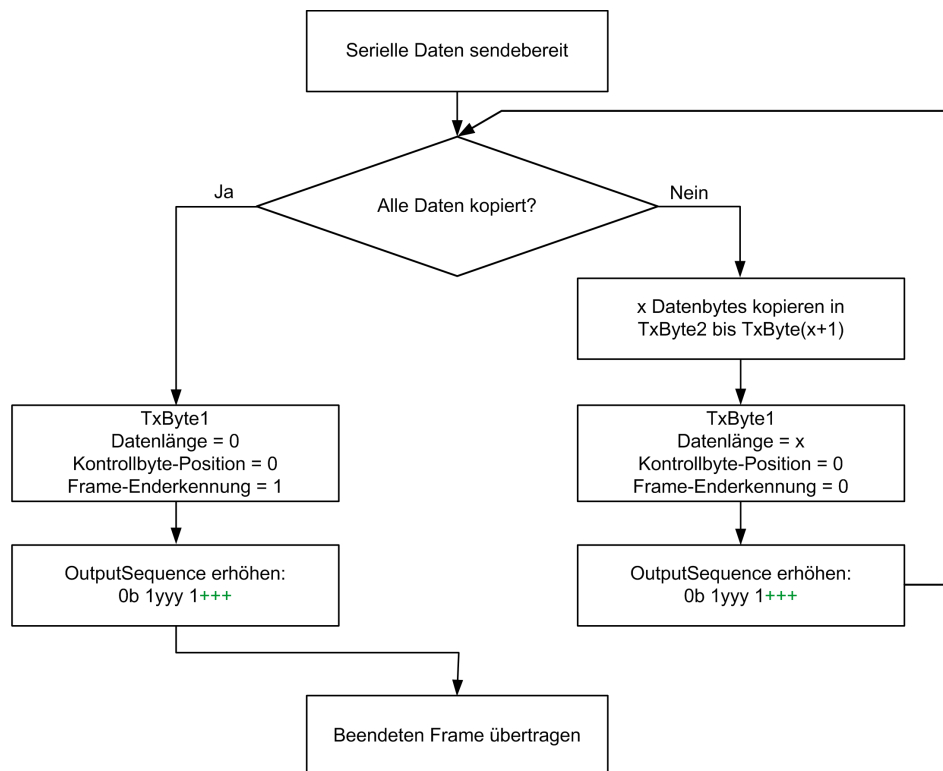 Serielle Daten sendebereit
Alle Daten kopiert?
Ja
Nein
x Datenbytes kopieren in
TxByte2 bis TxByte(x+1)
TxByte1
Datenlänge = 0
Kontrollbyte-Position = 0
Frame-Enderkennung = 1
TxByte1
Datenlänge = x
Kontrollbyte-Position = 0
Frame-Enderkennung = 0
OutputSequence erhöhen:
0b 1yyy 1+++
OutputSequence erhöhen:
0b 1yyy 1+++
Beendeten Frame übertragen